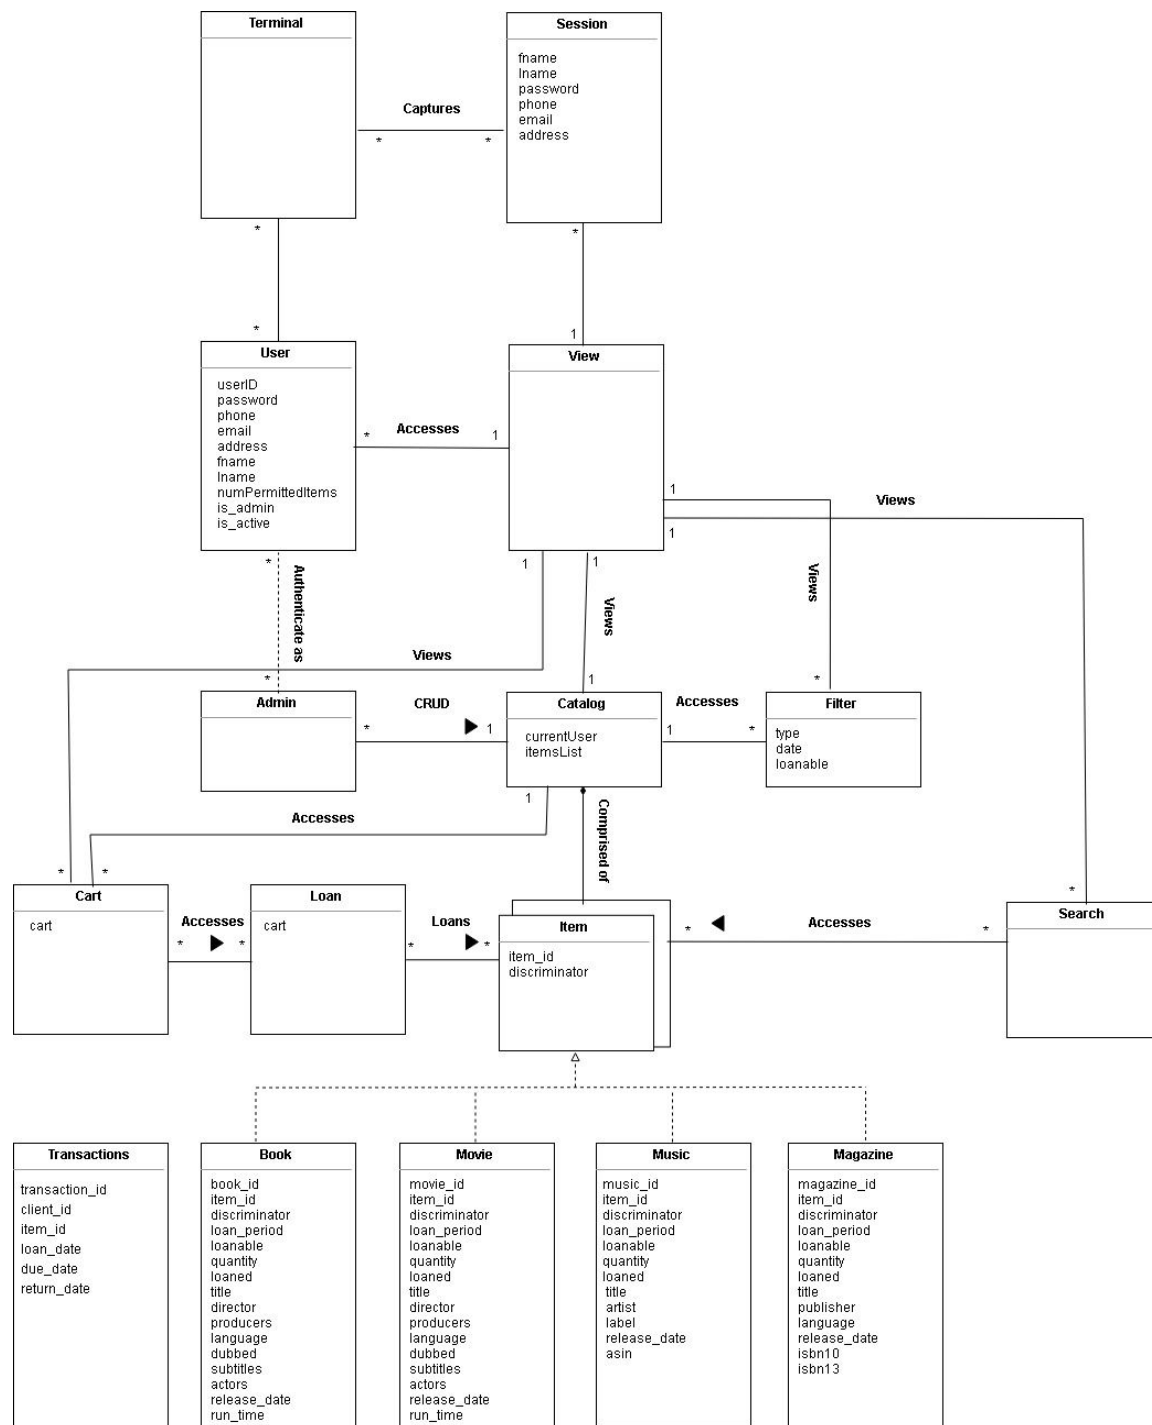 Terminal
Session
fname
lname
password
phone
email
address
Captures
*
*
*
*
*
1
User
userID
password
phone
email
address
fname
lname
numPermittedItems
is_admin
is_active
View
*
Accesses
1
1
Views
1
*
Authenticate as
*
1
1
Views
1
Views
*
Views
Admin
*
CRUD
1
Catalog
currentUser
itemsList
1
Accesses
*
Filter
type
date
loanable
1
Accesses
Comprised of
*
*
*
Cart
cart
*
Accesses
*
Loan
cart
*
Loans
*
Item
item_id
discriminator
*
Accesses
*
Search
Transactions
transaction_id
client_id
item_id
loan_date
due_date
return_date
Book
book_id
item_id
discriminator
loan_period
loanable
quantity
loaned
title
director
producers
language
dubbed
subtitles
actors
release_date
run_time
Movie
movie_id
item_id
discriminator
loan_period
loanable
quantity
loaned
title
director
producers
language
dubbed
subtitles
actors
release_date
run_time
Music
music_id
item_id
discriminator
loan_period
loanable
quantity
loaned
title
artist
label
release_date
asin
Magazine
magazine_id
item_id
discriminator
loan_period
loanable
quantity
loaned
title
publisher
language
release_date
isbn10
isbn13